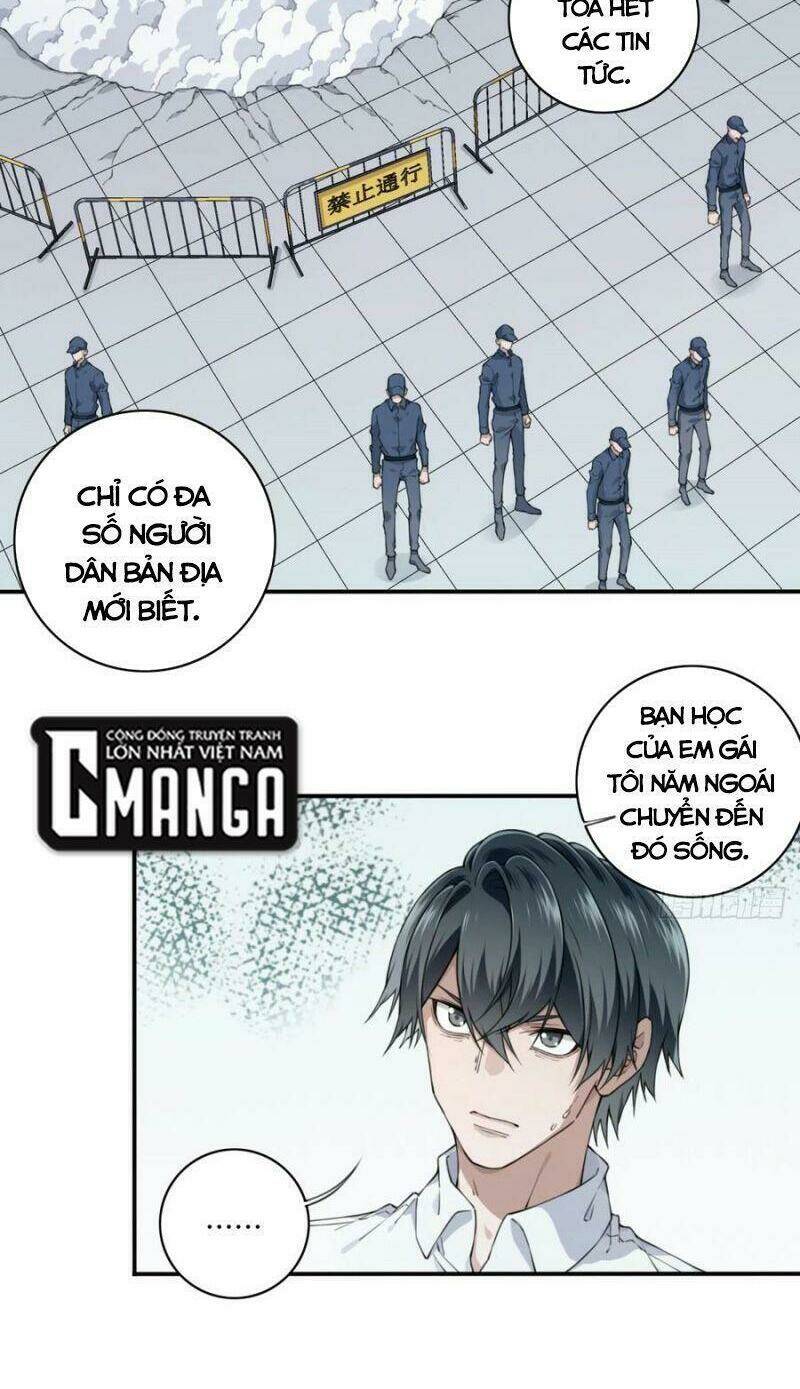 TOẢ HẾT
CÁC TIN
TỨC.
禁止通行
CHỈ CÓ ĐA
SỐ NGƯỜI
DÂN BẢN ĐỊA
MỚI BIẾT.
CỘNG ĐỒNG TRUYỆN TRANH
LỚN NHẤT VIỆT NAM
GMANGA
BẠN HỌC
CỦA EM GÁI
TÔI NĂM NGOÁI
CHUYỂN ĐẾN
ĐÓ SỐNG.
......